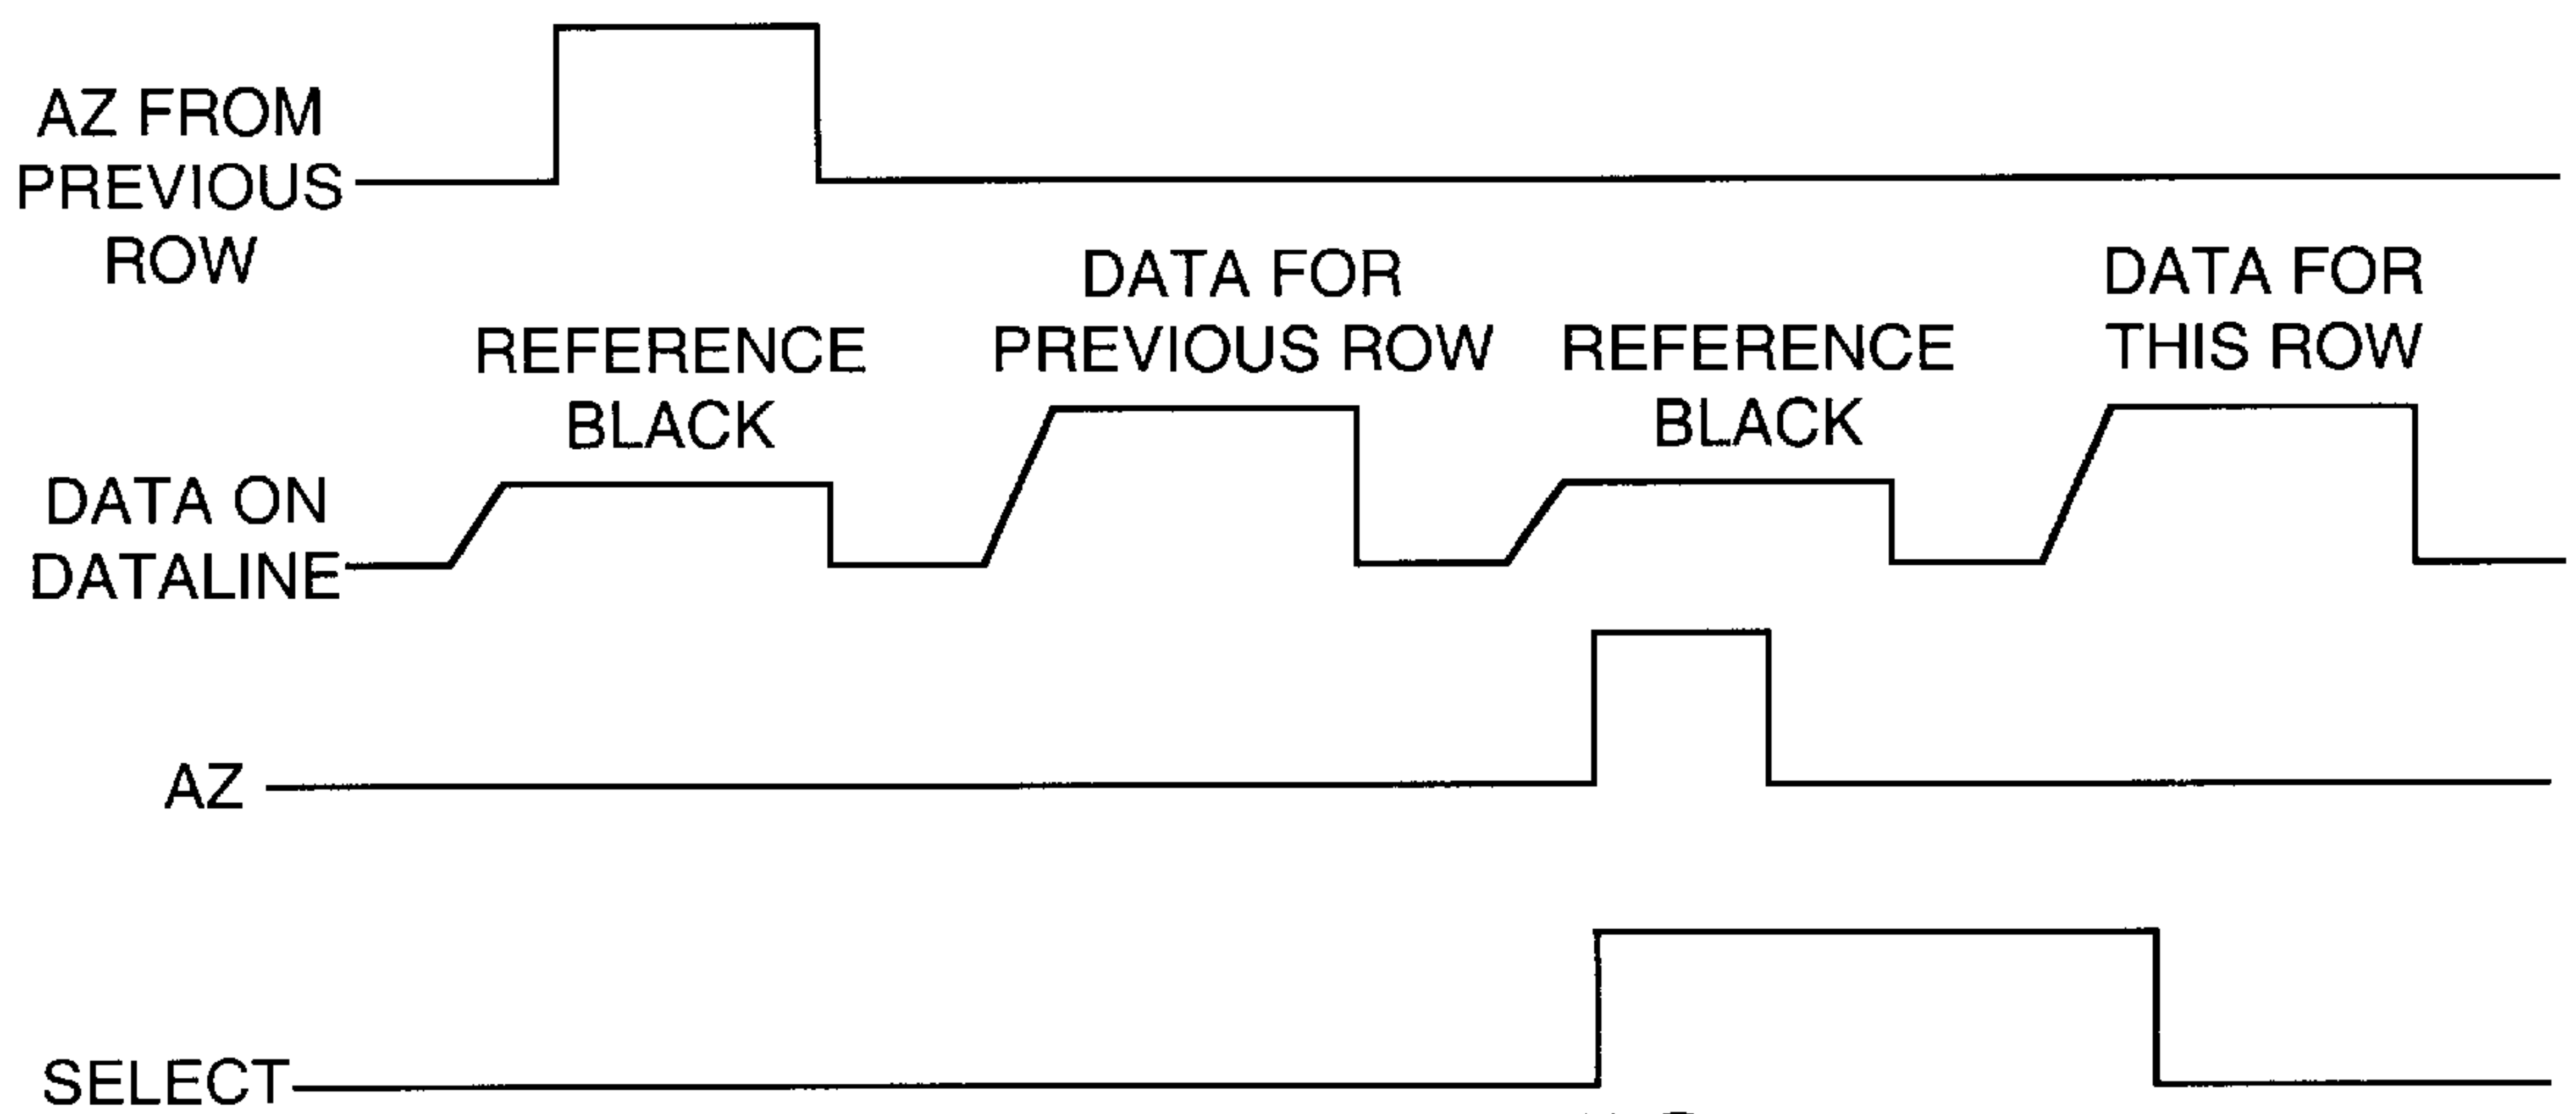 AZ FROM
PREVIOUS
ROW
DATA FOR
PREVIOUS ROW
DATA FOR
THIS ROW
REFERENCE
BLACK
REFERENCE
BLACK
DATA ON
DATALINE
AZ
SELECT